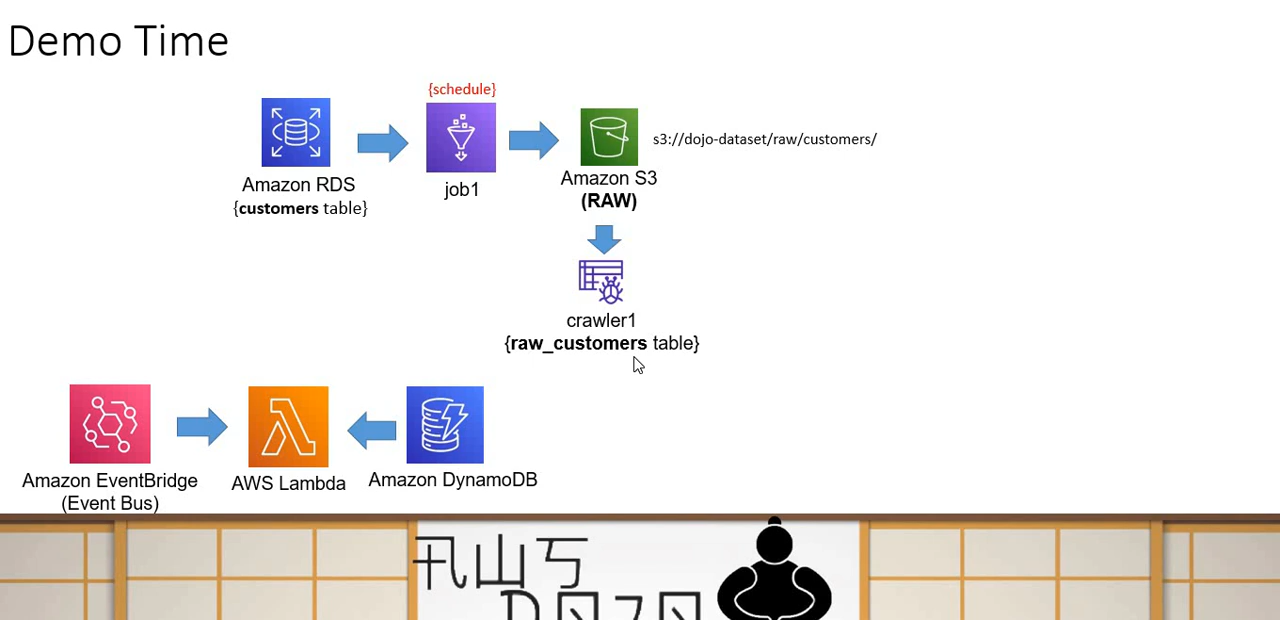 Demo Time
{schedule}
s3://dojo-dataset/raw/customers/
Amazon RDS
{customers table}
job1
Amazon S3
(RAW)
crawler1
{raw_customers table}
Amazon EventBridge
(Event Bus)
AWS Lambda
Amazon DynamoDB